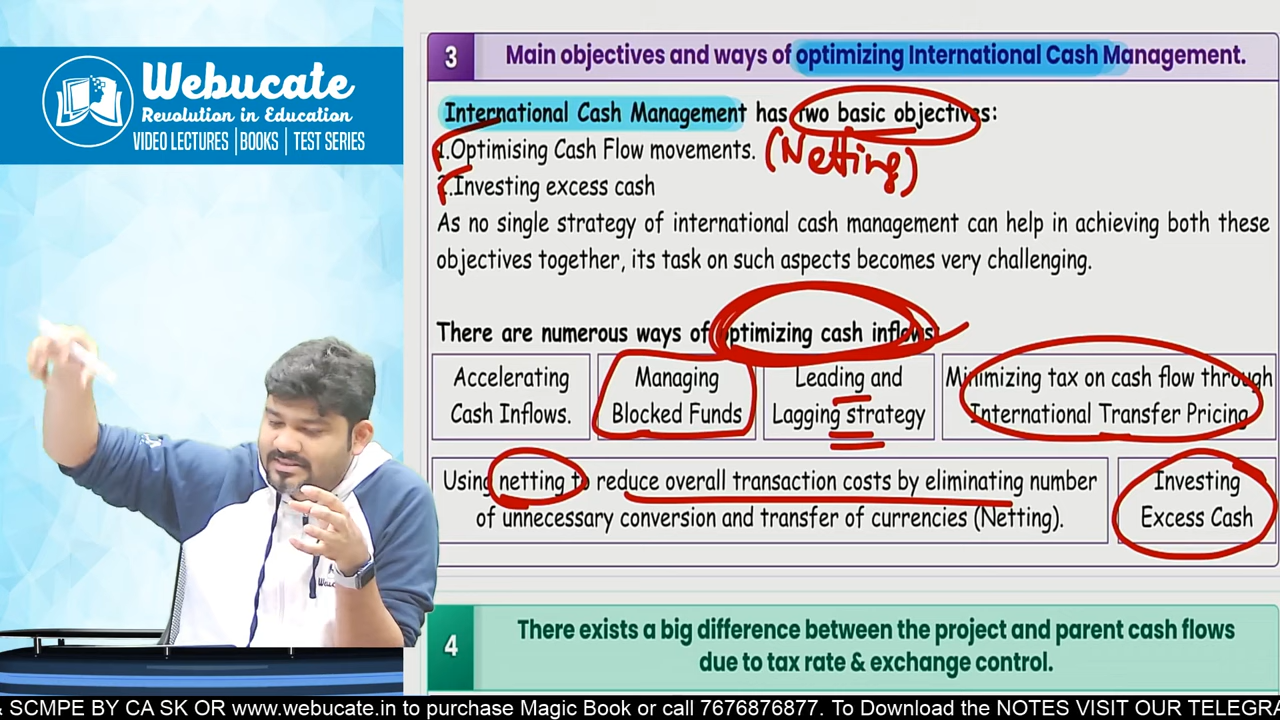 Webucate
Revolution in Education
VIDEO LECTURES | BOOKS | TEST SERIES
3 Main objectives and ways of optimizing International Cash Management.
International Cash Management has two basic objectives:
1.Optimising Cash Flow movements. (Netting)
2.Investing excess cash
As no single strategy of international cash management can help in achieving both these
objectives together, its task on such aspects becomes very challenging.
There are numerous ways of optimizing cash inflows:
Accelerating
Cash Inflows.
Managing
Blocked Funds
Leading and
Lagging strategy
Minimizing tax on cash flow through
International Transfer Pricing
Using netting to reduce overall transaction costs by eliminating number
of unnecessary conversion and transfer of currencies (Netting).
Investing
Excess Cash
4 There exists a big difference between the project and parent cash flows
due to tax rate & exchange control.
SCMPE BY CA SK OR www.webucate.in to purchase Magic Book or call 7676876877. To Download the NOTES VISIT OUR TELEGRA